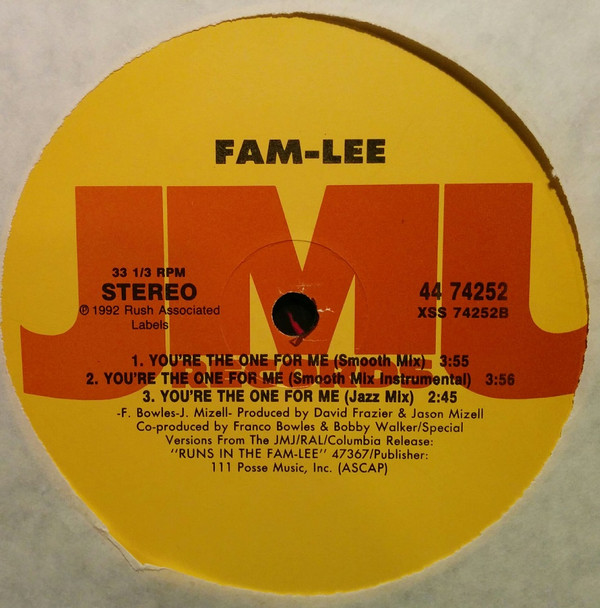 FAM-LEE
JMJ
33 1/3 RPM
STEREO
℗ 1992 Rush Associated
Labels
44 74252
XSS 74252B
1. YOU'RE THE ONE FOR ME (Smooth Mix) 3:55
2. YOU'RE THE ONE FOR ME (Smooth Mix Instrumental) 3:56
3. YOU'RE THE ONE FOR ME (Jazz Mix) 2:45
-F. Bowles-J. Mizell- Produced by David Frazier & Jason Mizell
Co-produced by Franco Bowles & Bobby Walker/Special
Versions From The JMJ/RAL/Columbia Release:
"RUNS IN THE FAM-LEE" 47367/Publisher:
111 Posse Music, Inc. (ASCAP)